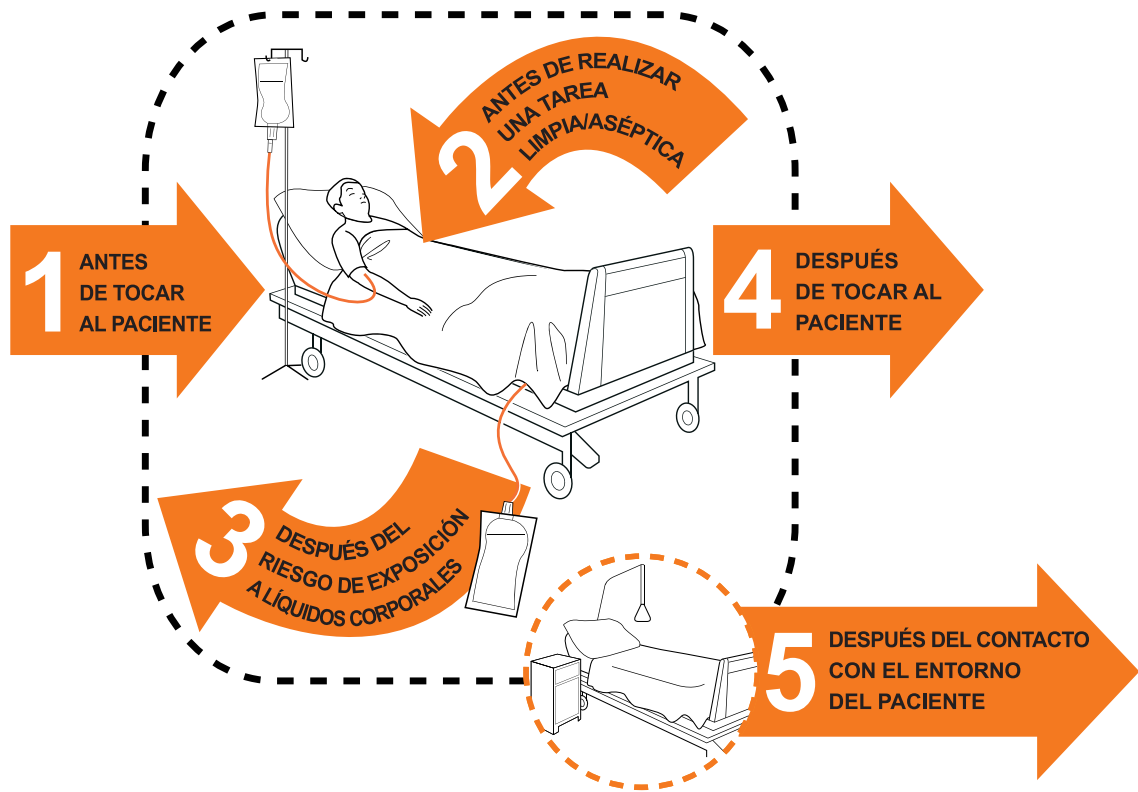 1
ANTES
DE TOCAR
AL PACIENTE
2
ANTES DE REALIZAR
UNA TAREA
LIMPIA/ASÉPTICA
3
DESPUÉS DEL
RIESGO DE EXPOSICIÓN
A LÍQUIDOS CORPORALES
4
DESPUÉS
DE TOCAR AL
PACIENTE
5
DESPUÉS DEL CONTACTO
CON EL ENTORNO
DEL PACIENTE